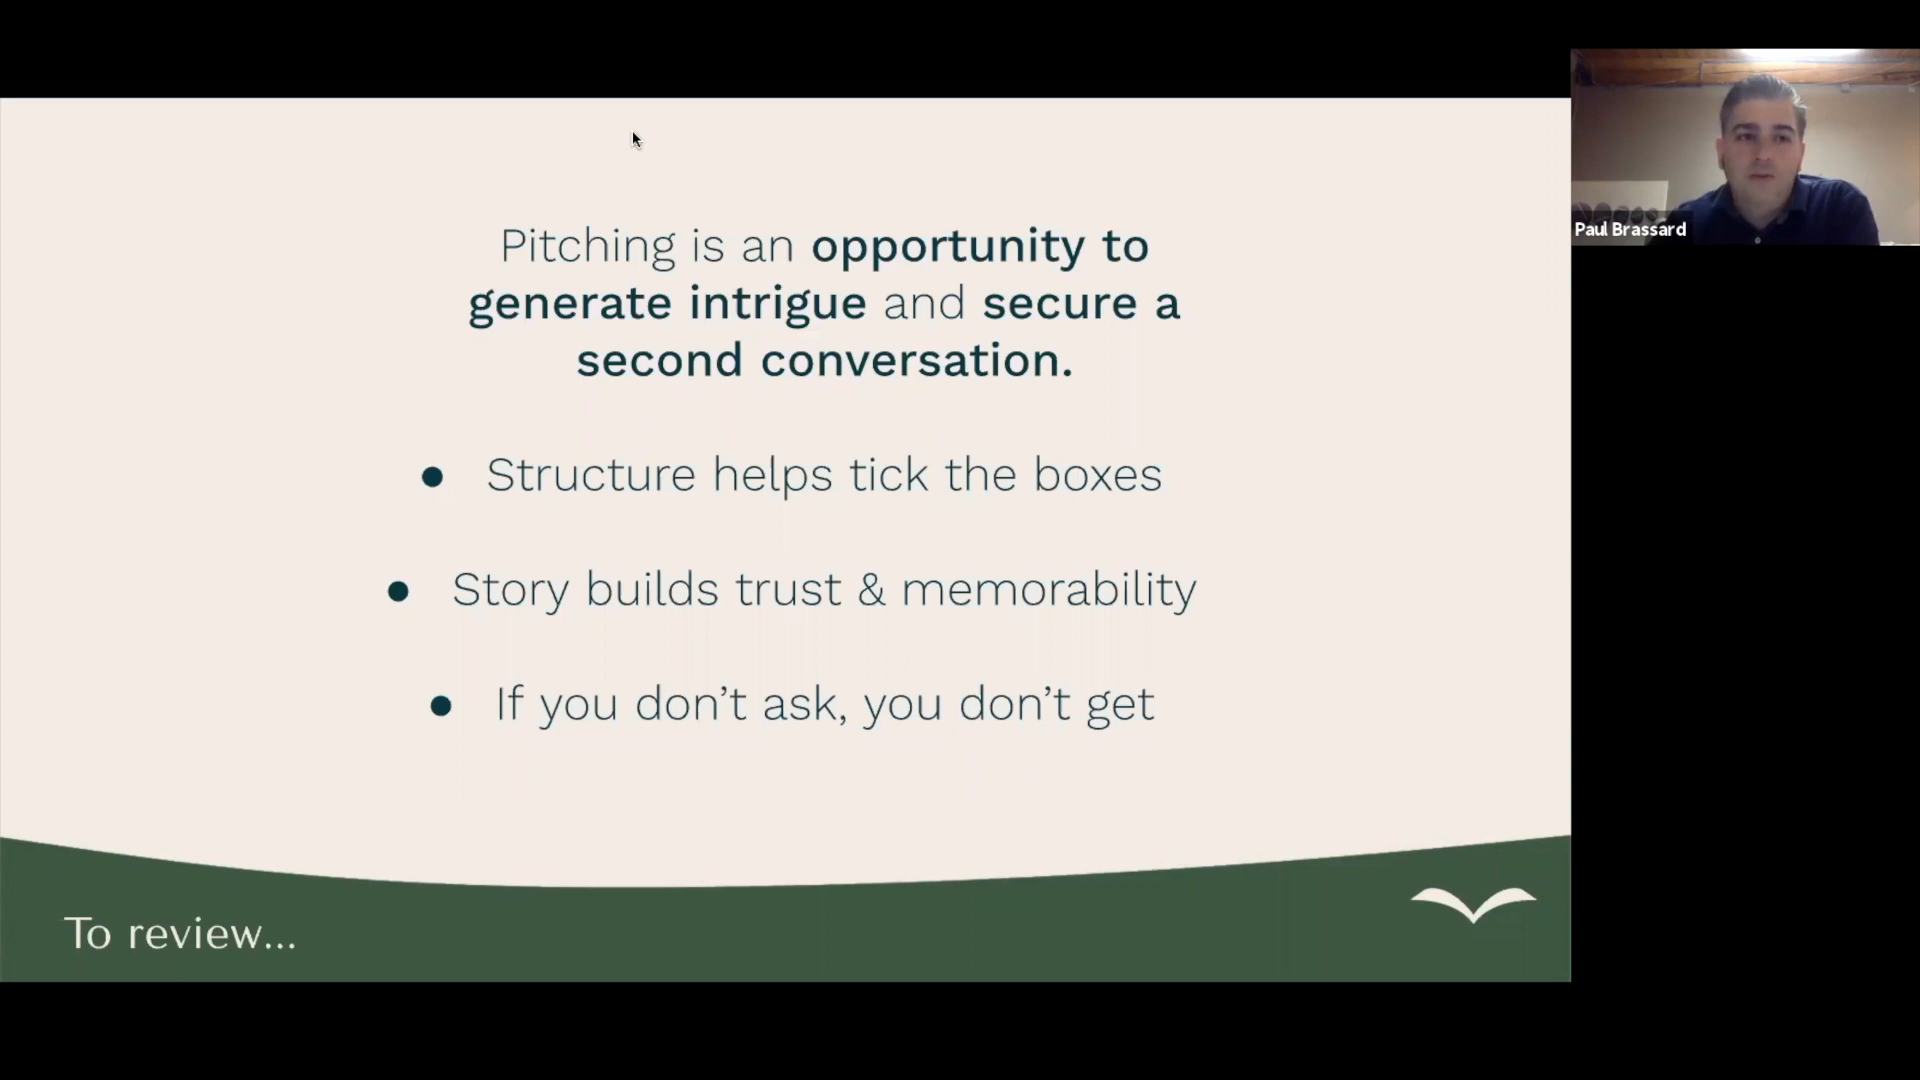 Pitching is an opportunity to
generate intrigue and secure a
second conversation.
● Structure helps tick the boxes
● Story builds trust & memorability
● If you don’t ask, you don’t get
To review...
Paul Brassard